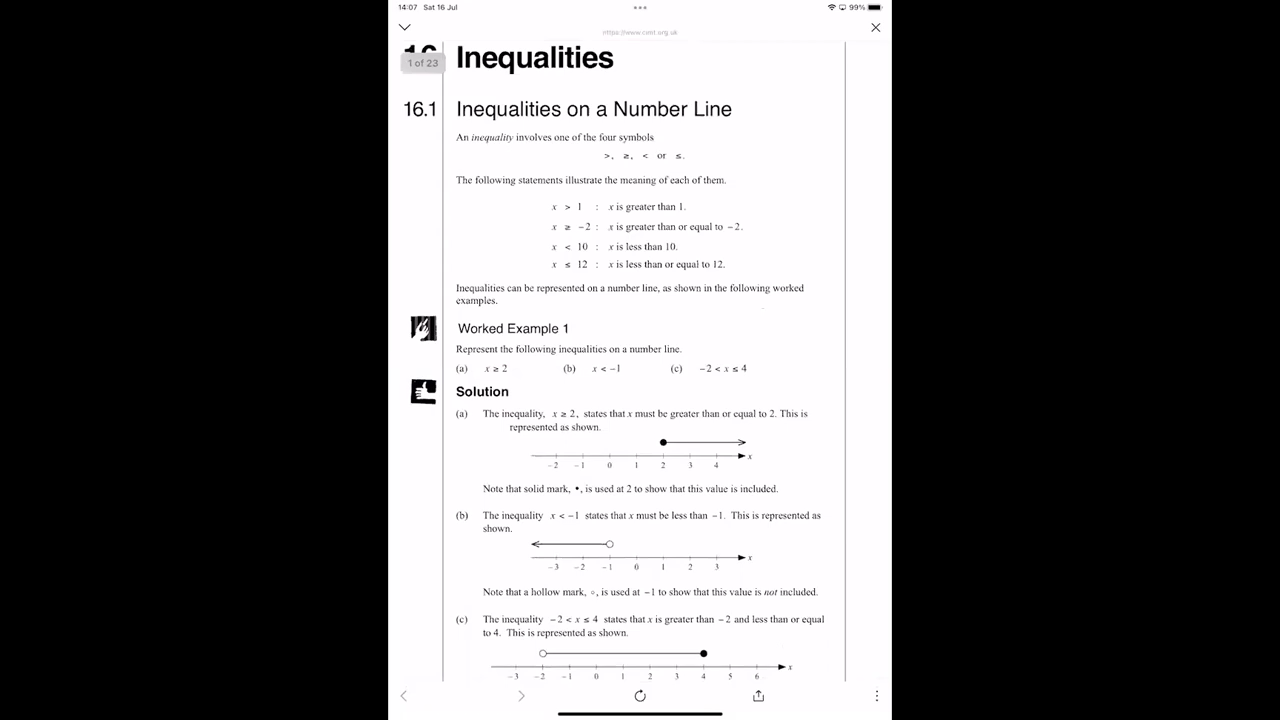 14:07 Sat 16 Jul
99%
https://www.cimt.org.uk
16 Inequalities
1 of 23
16.1 Inequalities on a Number Line
An inequality involves one of the four symbols
>, ≥, < or ≤.
The following statements illustrate the meaning of each of them.
x > 1 : x is greater than 1.
x ≥ −2 : x is greater than or equal to −2.
x < 10 : x is less than 10.
x ≤ 12 : x is less than or equal to 12.
Inequalities can be represented on a number line, as shown in the following worked
examples.
Worked Example 1
Represent the following inequalities on a number line.
(a) x ≥ 2 (b) x < −1 (c) −2 < x ≤ 4
Solution
(a) The inequality, x ≥ 2, states that x must be greater than or equal to 2. This is
represented as shown.
−2 −1 0 1 2 3 4 x
Note that solid mark, •, is used at 2 to show that this value is included.
(b) The inequality x < −1 states that x must be less than −1. This is represented as
shown.
−3 −2 −1 0 1 2 3 x
Note that a hollow mark, ∘, is used at −1 to show that this value is not included.
(c) The inequality −2 < x ≤ 4 states that x is greater than −2 and less than or equal
to 4. This is represented as shown.
−3 −2 −1 0 1 2 3 4 5 6 x